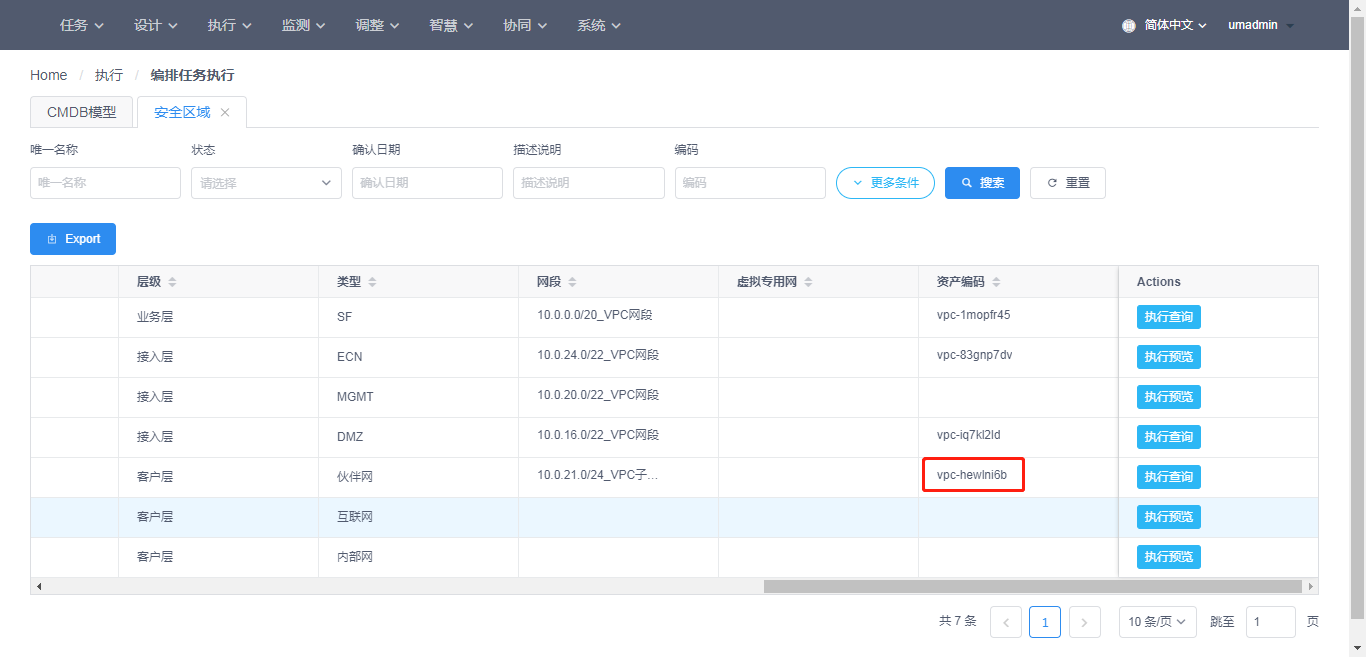 任务 设计 执行 监测 调整 智慧 协同 系统 简体中文 umadmin
Home / 执行 / 编排任务执行
CMDB模型 安全区域
唯一名称 状态 确认日期 描述说明 编码
唯一名称 请选择 确认日期 描述说明 编码 更多条件 搜索 重置
Export
层级 类型 网段 虚拟专用网 资产编码 Actions
业务层 SF 10.0.0.0/20_VPC网段 vpc-1mopfr45 执行查询
接入层 ECN 10.0.24.0/22_VPC网段 vpc-83gnp7dv 执行预览
接入层 MGMT 10.0.20.0/22_VPC网段 执行预览
接入层 DMZ 10.0.16.0/22_VPC网段 vpc-iq7kl2ld 执行查询
客户层 伙伴网 10.0.21.0/24_VPC子… vpc-hewlni6b 执行查询
客户层 互联网 执行预览
客户层 内部网 执行预览
共 7 条 1 10 条/页 跳至 1 页